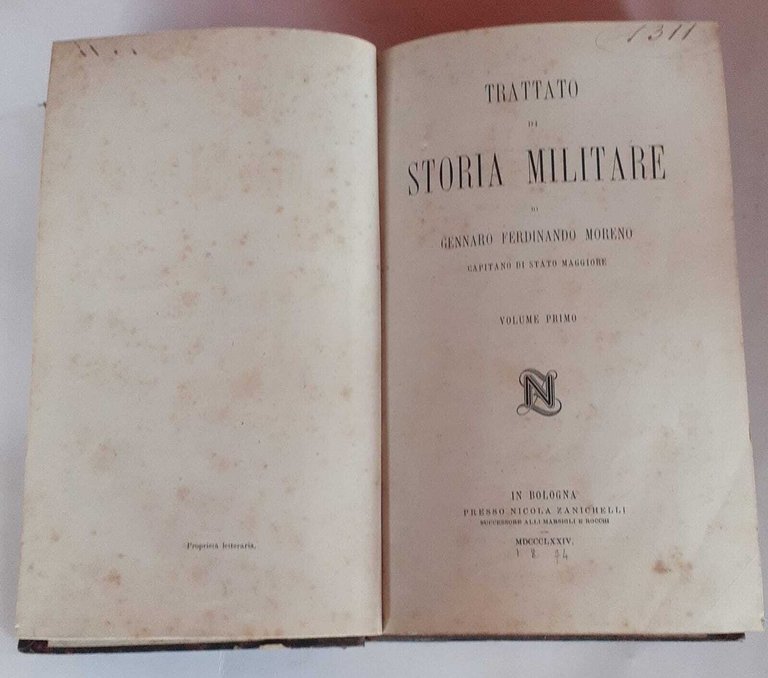 Proprietà letteraria.
1311
TRATTATO
DI
STORIA MILITARE
DI
GENNARO FERDINANDO MORENO
CAPITANO DI STATO MAGGIORE
VOLUME PRIMO
NZ
IN BOLOGNA
PRESSO NICOLA ZANICHELLI
SUCCESSORE ALLI MARSIGLI E ROCCHI
MDCCCLXXIV.
1874